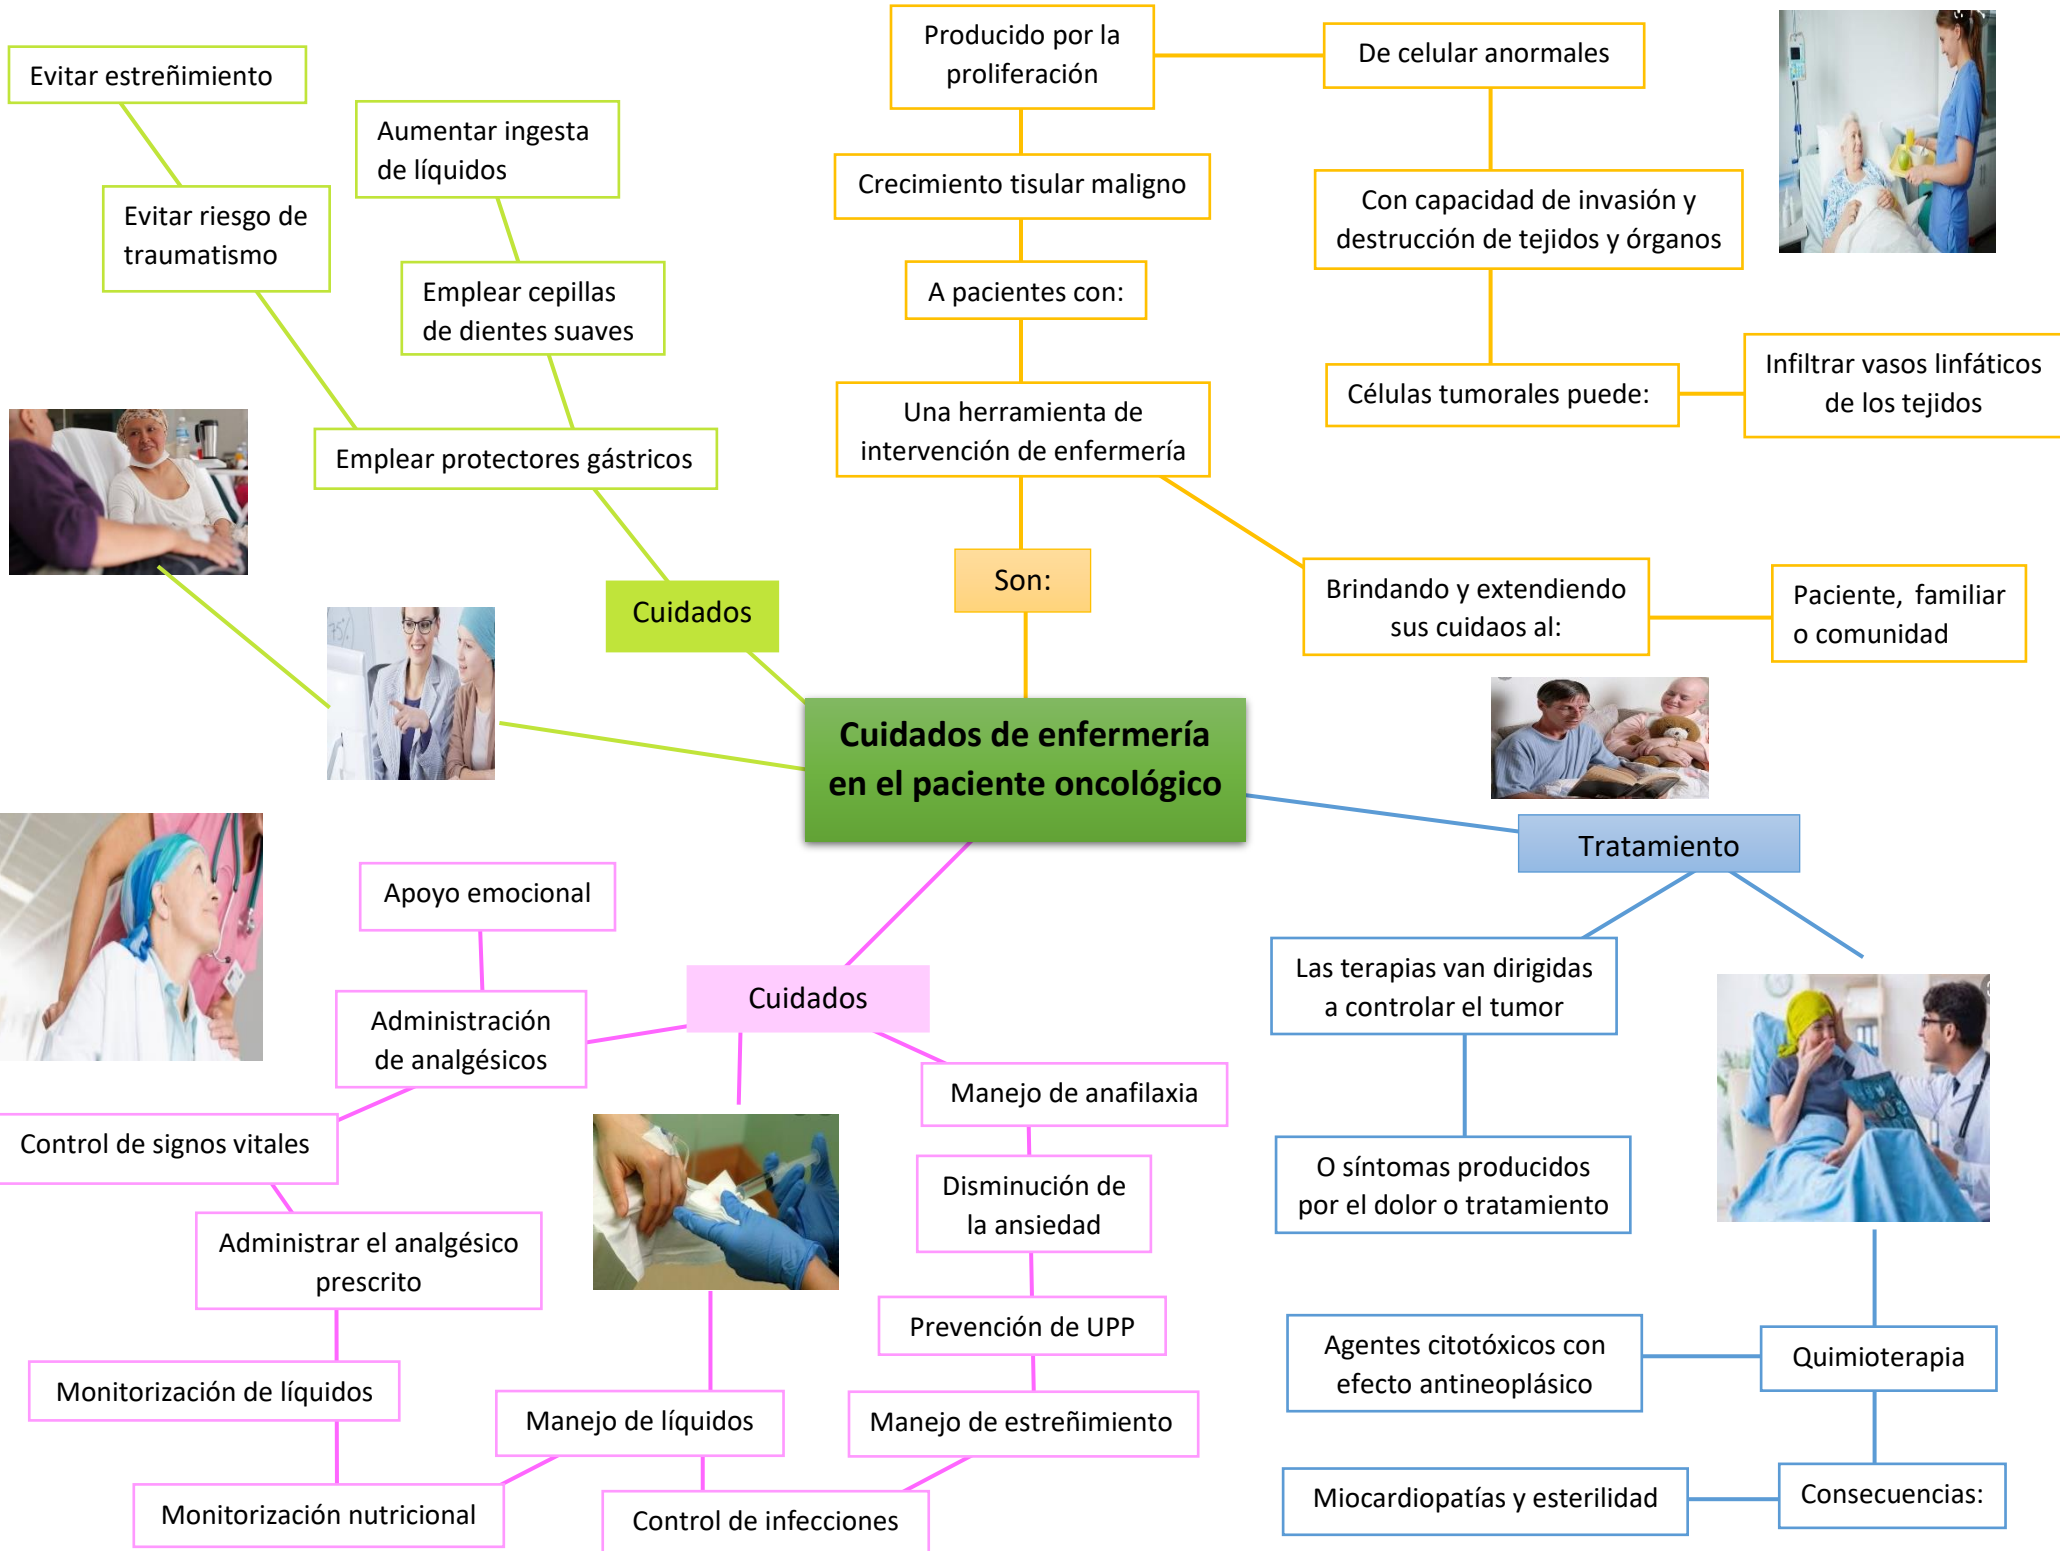 Producido por la
proliferación
De celular anormales
Evitar estreñimiento
Aumentar ingesta
de líquidos
Crecimiento tisular maligno
Con capacidad de invasión y
destrucción de tejidos y órganos
Evitar riesgo de
traumatismo
Emplear cepillas
de dientes suaves
A pacientes con:
Infiltrar vasos linfáticos
de los tejidos
Células tumorales puede:
Una herramienta de
intervención de enfermería
Emplear protectores gástricos
Son:
Cuidados
Brindando y extendiendo
sus cuidaos al:
Paciente, familiar
o comunidad
75%
Cuidados de enfermería
en el paciente oncológico
Tratamiento
Apoyo emocional
Cuidados
Las terapias van dirigidas
a controlar el tumor
Administración
de analgésicos
Manejo de anafilaxia
Control de signos vitales
O síntomas producidos
por el dolor o tratamiento
Disminución de
la ansiedad
Administrar el analgésico
prescrito
Prevención de UPP
Agentes citotóxicos con
efecto antineoplásico
Quimioterapia
Monitorización de líquidos
Manejo de líquidos
Manejo de estreñimiento
Monitorización nutricional
Control de infecciones
Miocardiopatías y esterilidad
Consecuencias: